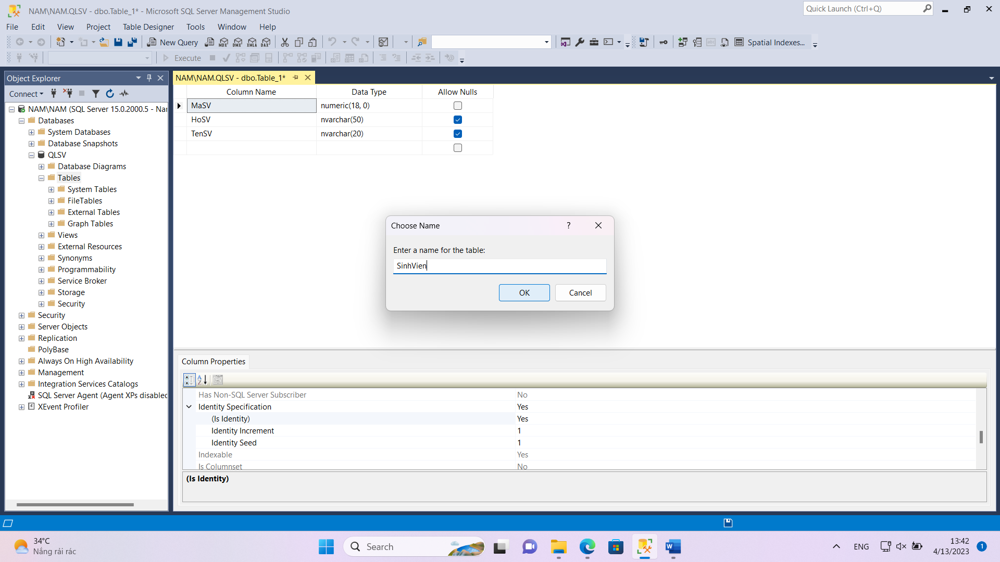 NAM\NAM.QLSV - dbo.Table_1* - Microsoft SQL Server Management Studio
Quick Launch (Ctrl+Q)
File Edit View Project Table Designer Tools Window Help
New Query MDX DMX XMLA DAX Spatial Indexes...
Execute
Object Explorer
Connect
NAM\NAM (SQL Server 15.0.2000.5 - Nar
Databases
System Databases
Database Snapshots
QLSV
Database Diagrams
Tables
System Tables
FileTables
External Tables
Graph Tables
Views
External Resources
Synonyms
Programmability
Service Broker
Storage
Security
Security
Server Objects
Replication
PolyBase
Always On High Availability
Management
Integration Services Catalogs
SQL Server Agent (Agent XPs disabled
XEvent Profiler
NAM\NAM.QLSV - dbo.Table_1*
Column Name Data Type Allow Nulls
MaSV numeric(18, 0)
HoSV nvarchar(50)
TenSV nvarchar(20)
Choose Name ?
Enter a name for the table:
SinhVien
OK Cancel
Column Properties
Has Non-SQL Server Subscriber No
Identity Specification Yes
(Is Identity) Yes
Identity Increment 1
Identity Seed 1
Indexable Yes
Is Columnset No
(Is Identity)
34°C
Nắng rải rác
Search
W
ENG
13:42
4/13/2023
1